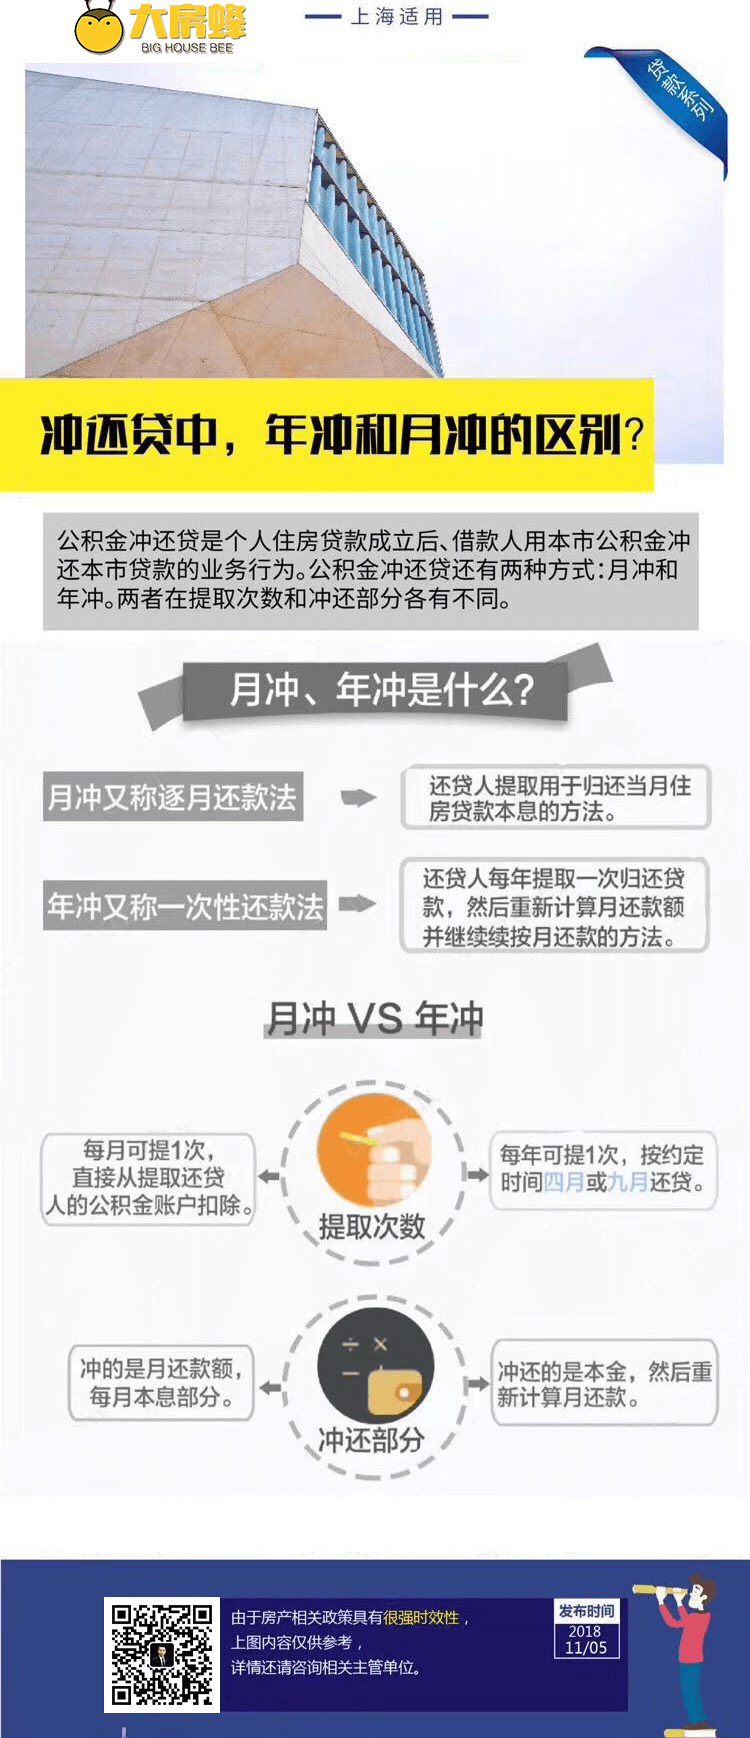 大房蜂
BIG HOUSE BEE
上海适用
贷款系列
冲还贷中，年冲和月冲的区别?
公积金冲还贷是个人住房贷款成立后、借款人用本市公积金冲
还本市贷款的业务行为。公积金冲还贷还有两种方式：月冲和
年冲。两者在提取次数和冲还部分各有不同。
月冲、年冲是什么？
月冲又称逐月还款法
还贷人提取用于归还当月住
房贷款本息的方法。
年冲又称一次性还款法
还贷人每年提取一次归还贷
款，然后重新计算月还款额
并继续续按月还款的方法。
月冲 VS 年冲
每月可提1次，
直接从提取还贷
人的公积金账户扣除。
提取次数
每年可提1次，按约定
时间四月或九月还贷。
冲的是月还款额，
每月本息部分。
冲还部分
冲还的是本金，然后重
新计算月还款。
由于房产相关政策具有很强时效性，
上图内容仅供参考，
详情还请咨询相关主管单位。
发布时间
2018
11/05